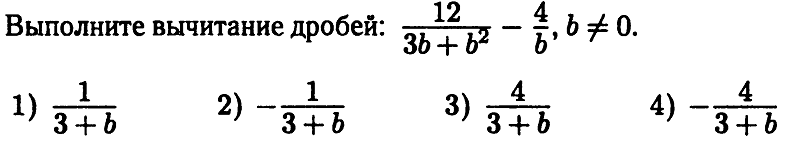 Выполните вычитание дробей: 12/(3b + b²) − 4/b, b ≠ 0.
1) 1/(3 + b) 2) −1/(3 + b) 3) 4/(3 + b) 4) −4/(3 + b)